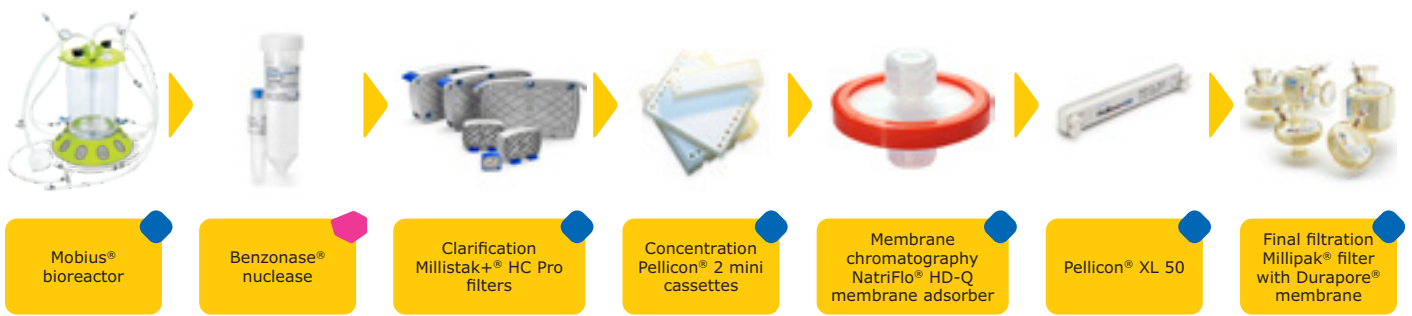 Mobius®
bioreactor
Benzonase®
nuclease
Clarification
Millistak+® HC Pro
filters
Concentration
Pellicon® 2 mini
cassettes
Membrane
chromatography
NatriFlo® HD-Q
membrane adsorber
Pellicon® XL 50
Final filtration
Millipak® filter
with Durapore®
membrane